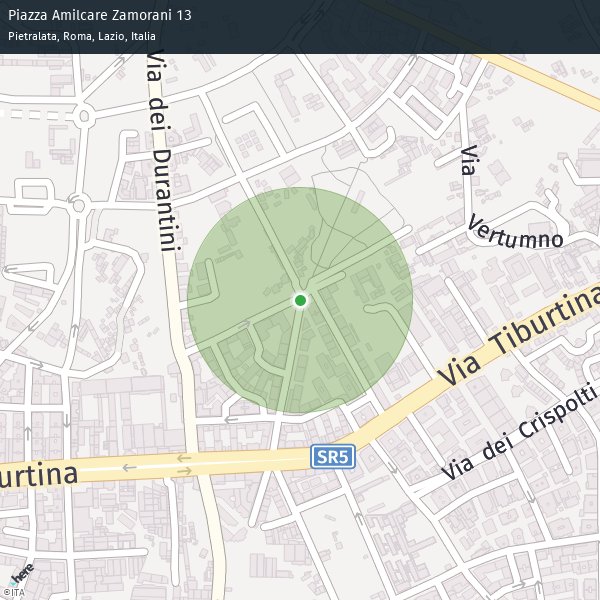 Piazza Amilcare Zamorani 13
Pietralata, Roma, Lazio, Italia
Via dei Durantini
Via
Vertumno
Via Tiburtina
Via dei Crispolti
SR5
urtina
here
©ITA